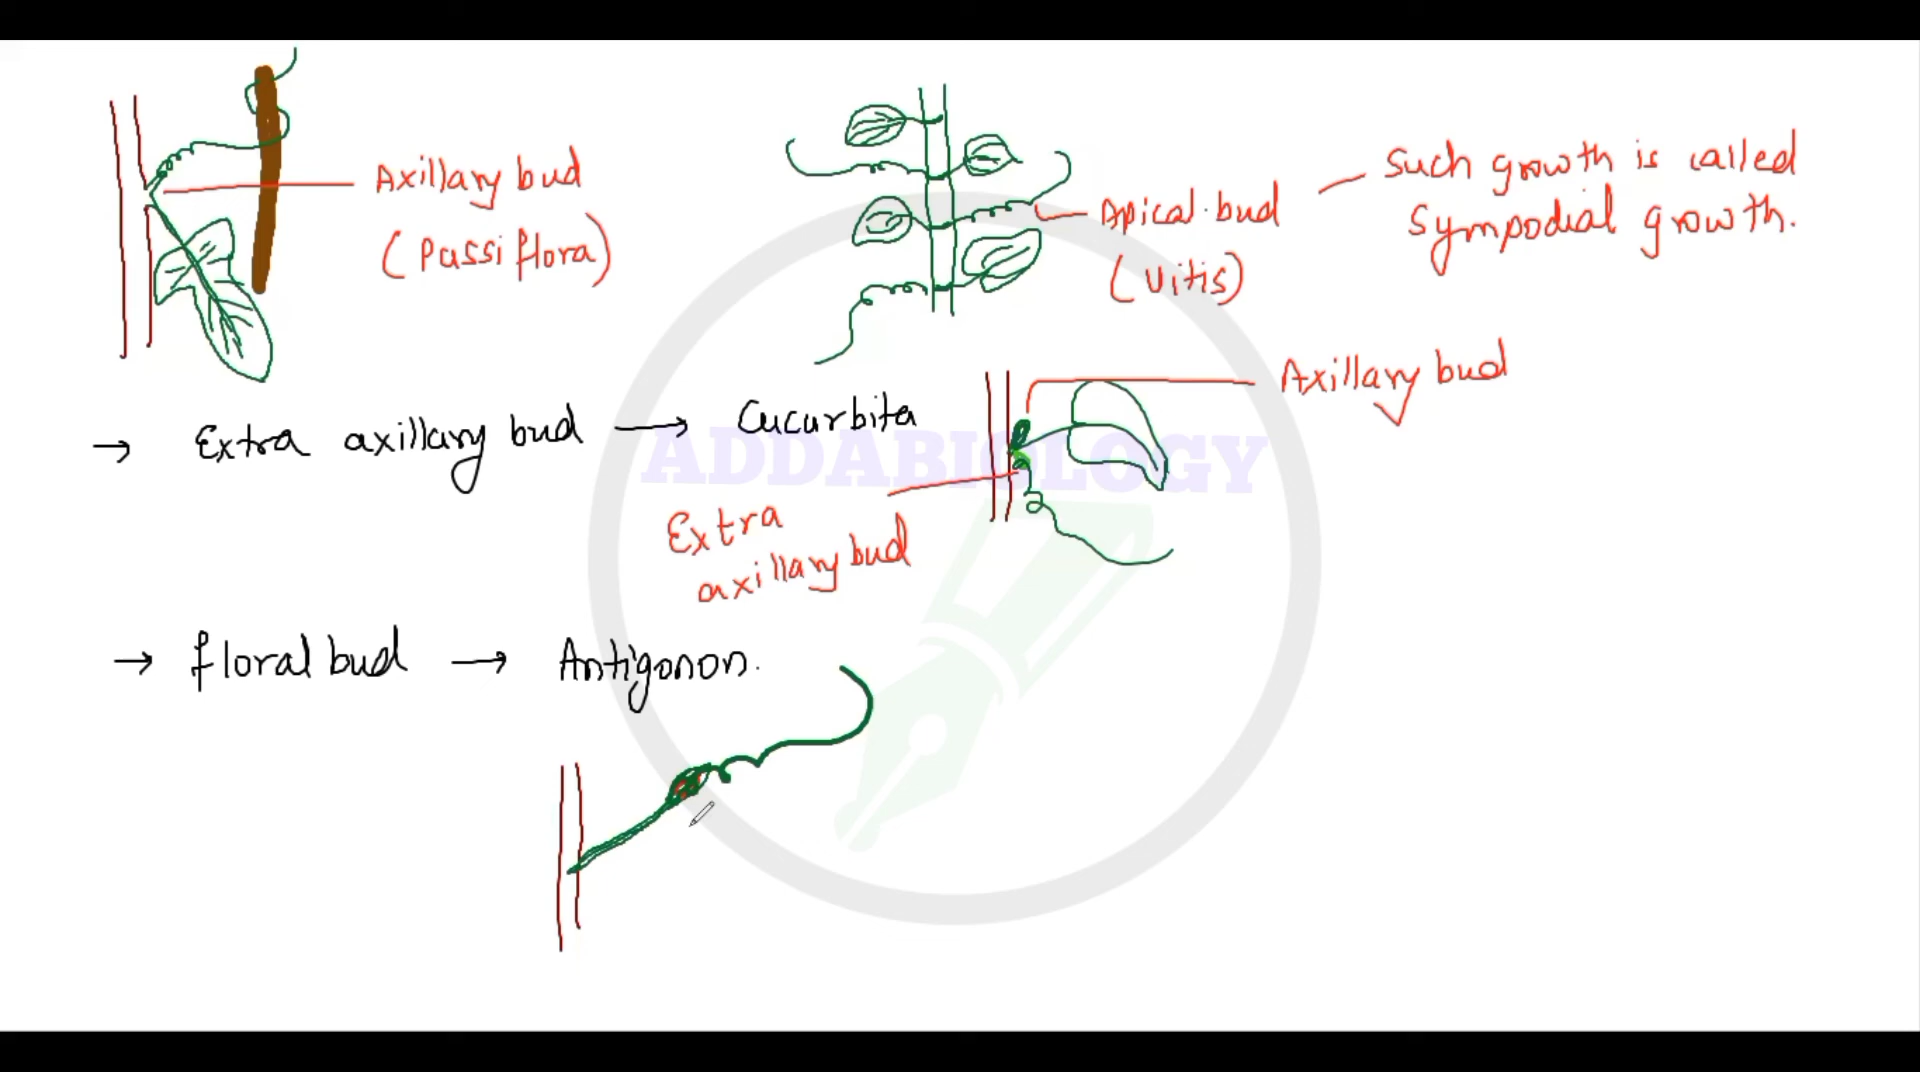 Axillary bud
(Passiflora)
Apical bud
(Vitis)
Such growth is called
Sympodial growth.
Axillary bud
→ Extra axillary bud → Cucurbita
ADDABIOLOGY
Extra
axillary bud
→ floral bud → Antigonon.